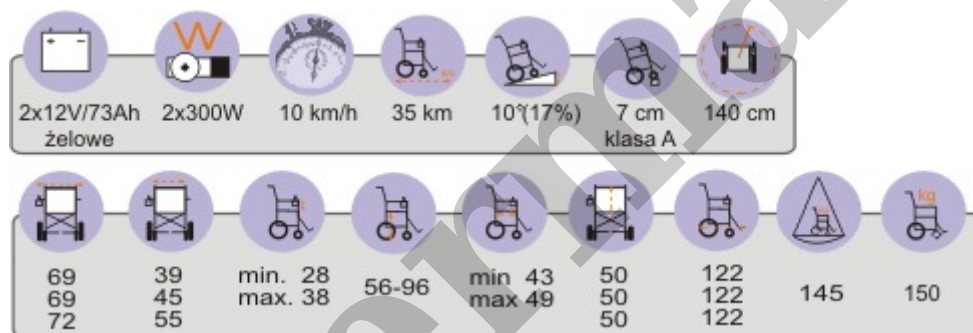 W
km
2x12V/73Ah 2x300W 10 km/h 35 km 10°(17%) 7 cm 140 cm
żelowe klasa A
kg
69 39 min. 28 56-96 min 43 50 122 145 150
69 45 max. 38 max 49 50 122
72 55 50 122